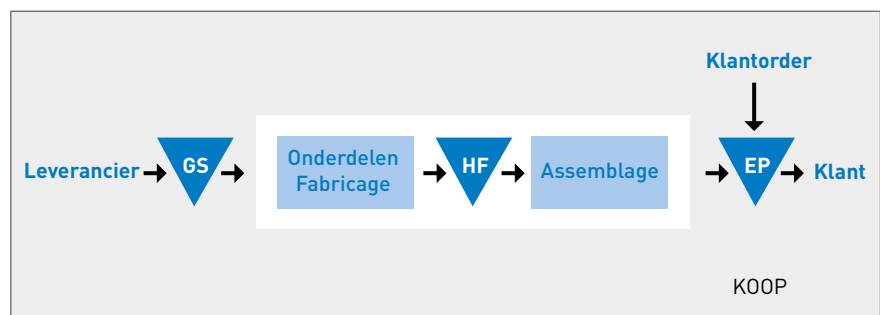 Klantorder
Leverancier
GS
Onderdelen
Fabricage
HF
Assemblage
EP
Klant
KOOP